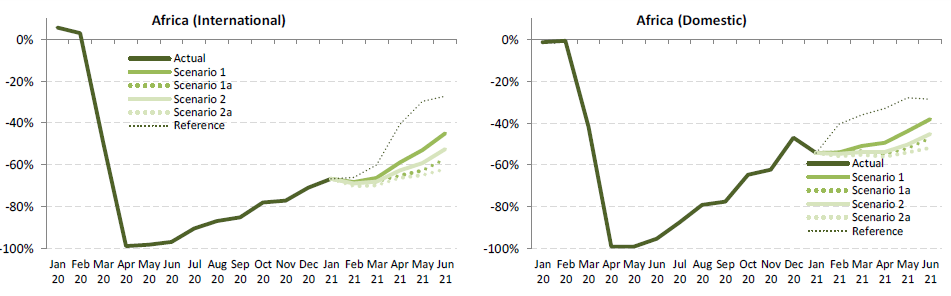 Africa (International)
0%
-20%
-40%
-60%
-80%
-100%
Actual
Scenario 1
Scenario 1a
Scenario 2
Scenario 2a
Reference
Jan Feb Mar Apr May Jun Jul Aug Sep Oct Nov Dec Jan Feb Mar Apr May Jun
20 20 20 20 20 20 20 20 20 20 20 20 21 21 21 21 21 21
Africa (Domestic)
0%
-20%
-40%
-60%
-80%
-100%
Actual
Scenario 1
Scenario 1a
Scenario 2
Scenario 2a
Reference
Jan Feb Mar Apr May Jun Jul Aug Sep Oct Nov Dec Jan Feb Mar Apr May Jun
20 20 20 20 20 20 20 20 20 20 20 20 21 21 21 21 21 21